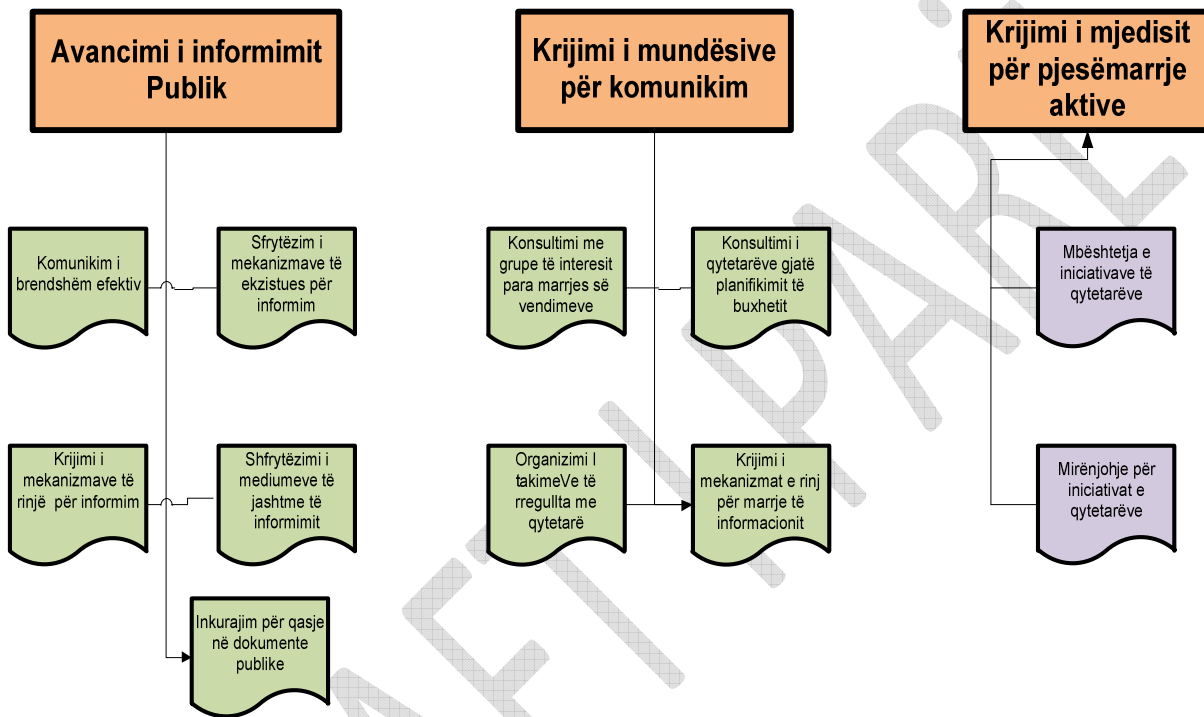 Avancimi i informimit
Publik
Krijimi i mundësive
për komunikim
Krijimi i mjedisit
për pjesëmarrje
aktive
Komunikim i
brendshëm efektiv
Sfrytëzim i
mekanizmave të
ekzistues për
informim
Konsultimi me
grupe të interesit
para marrjes së
vendimeve
Konsultimi i
qytetarëve gjatë
planifikimit të
buxhetit
Mbështetja e
iniciativave të
qytetarëve
Krijimi i
mekanizmave të
rinjë për informim
Shfrytëzimi i
mediumeve të
jashtme të
informimit
Organizimi I
takimeVe të
rregullta me
qytetarë
Krijimi i
mekanizmat e rinj
për marrje të
informacionit
Mirënjohje për
iniciativat e
qytetarëve
Inkurajim për qasje
në dokumente
publike